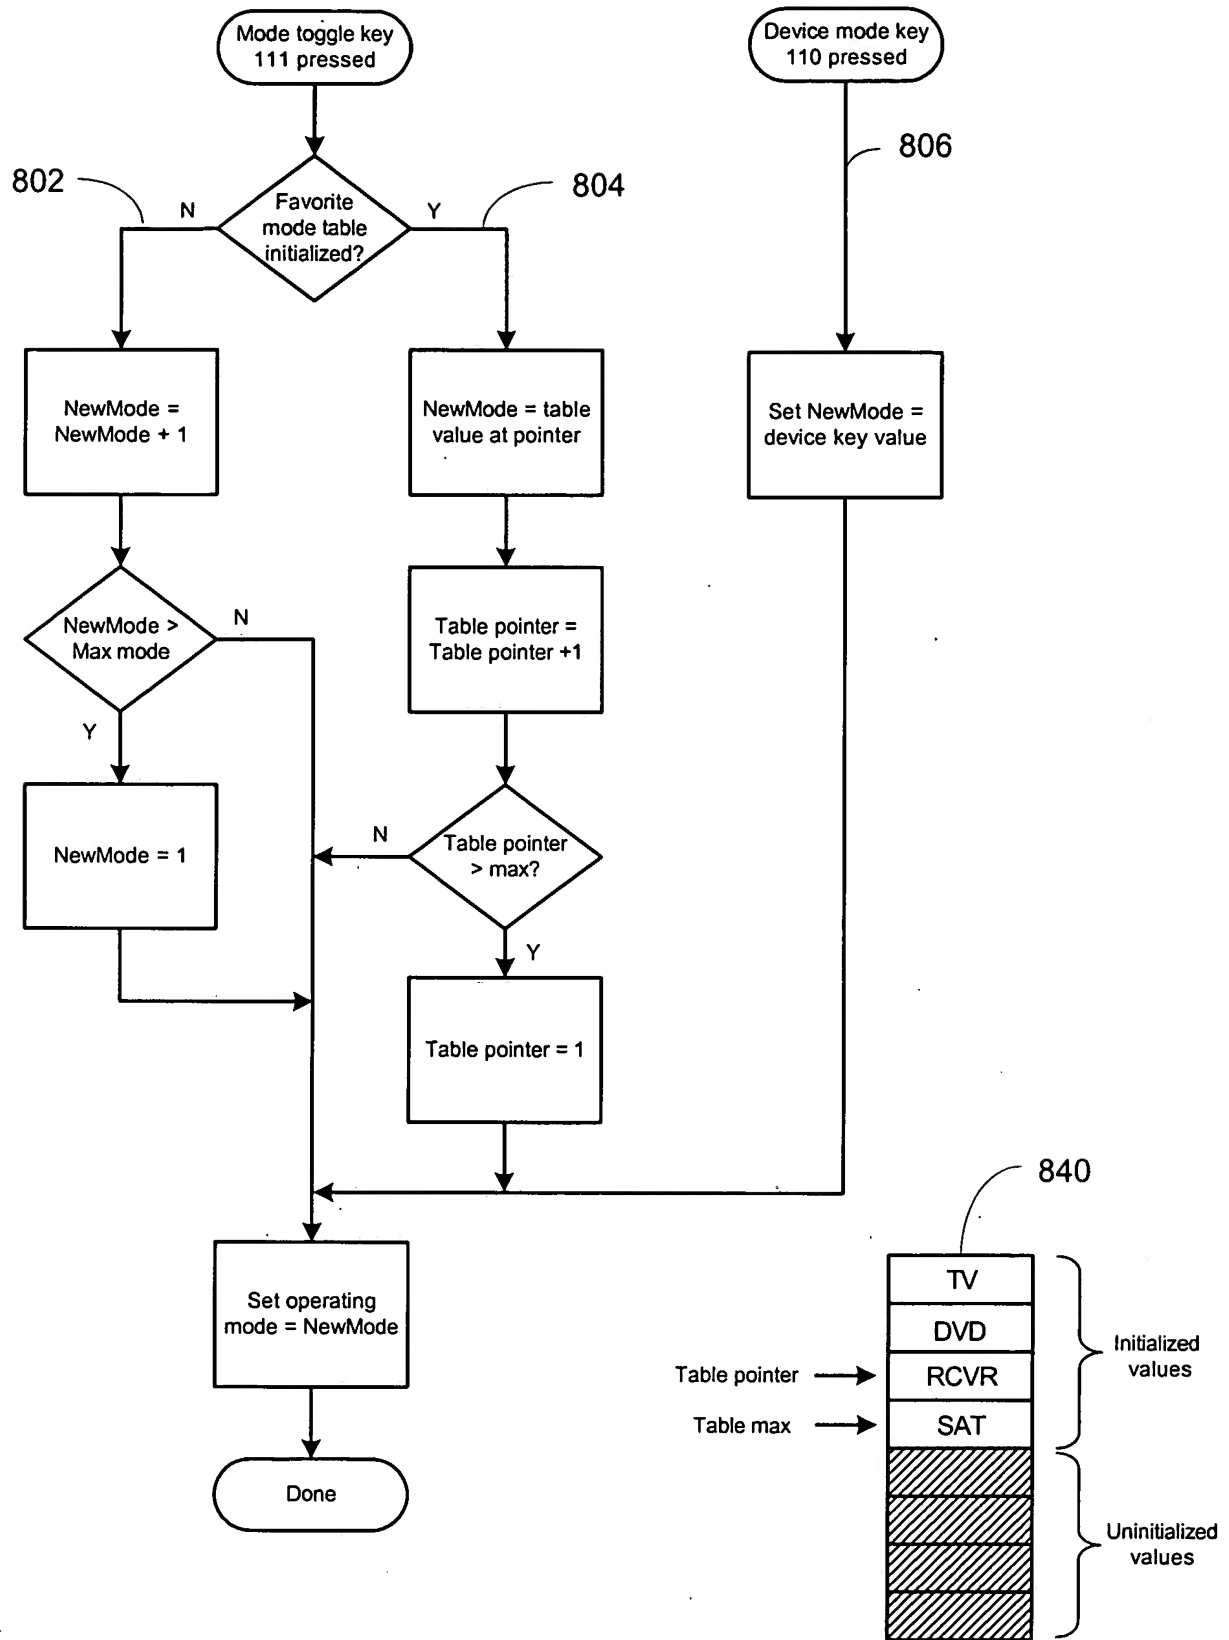 Mode toggle key
111 pressed
Device mode key
110 pressed
802
N
Favorite
mode table
initialized?
Y
804
806
NewMode =
NewMode + 1
NewMode = table
value at pointer
Set NewMode =
device key value
NewMode >
Max mode
N
Y
Table pointer =
Table pointer +1
NewMode = 1
N
Table pointer
> max?
Y
Table pointer = 1
Set operating
mode = NewMode
Done
840
TV
DVD
RCVR
SAT
Table pointer
Table max
Initialized
values
Uninitialized
values